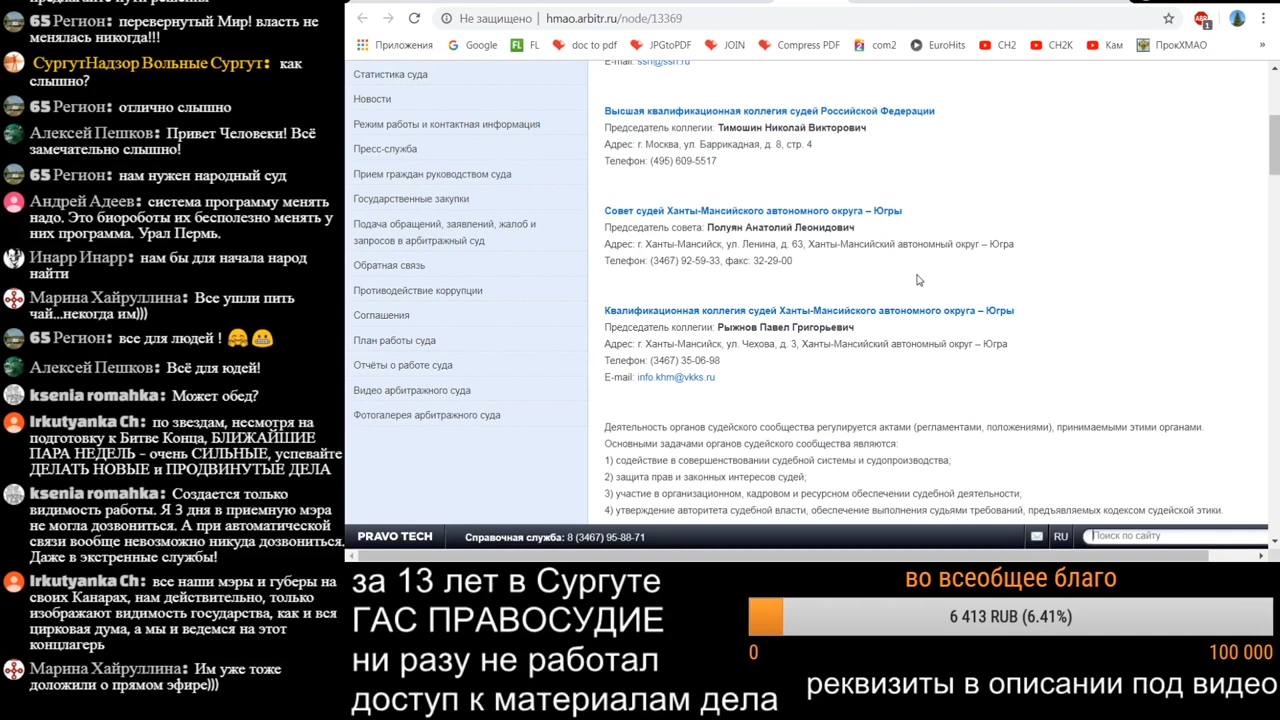 предлагайте пути решения
65 Регион: перевернутый Мир! власть не
менялась никогда!!!
СургутНадзор Вольные Сургут: как
слышно?
65 Регион: отлично слышно
Алексей Пешков: Привет Человеки! Всё
замечательно слышно!
65 Регион: нам нужен народный суд
Андрей Адеев: система программу менять
надо. Это биороботы их бесполезно менять у
них программа. Урал Пермь.
Инарр Инарр: нам бы для начала народ
найти
Марина Хайруллина: Все ушли пить
чай...некогда им)))
65 Регион: все для людей ! 🤗😬
Алексей Пешков: Всё для юдей!
ksenia romahka: Может обед?
Irkutyanka Ch: по звездам, несмотря на
подготовку к Битве Конца, БЛИЖАЙШИЕ
ПАРА НЕДЕЛЬ - очень СИЛЬНЫЕ, успевайте
ДЕЛАТЬ НОВЫЕ и ПРОДВИНУТЫЕ ДЕЛА
ksenia romahka: Создается только
видимость работы. Я 3 дня в приемную мэра
не могла дозвониться. А при автоматической
связи вообще невозможно никуда дозвониться.
Даже в экстренные службы!
Irkutyanka Ch: все наши мэры и губеры на
своих Канарах, нам действительно, только
изображают видимость государства, как и вся
цирковая дума, а мы и ведемся на этот
концлагерь
Марина Хайруллина: Им уже тоже
доложили о прямом эфире)))
Не защищено | hmao.arbitr.ru/node/13369
ABP
1
Приложения Google FL FL doc to pdf JPGtoPDF JOIN Compress PDF com2 EuroHits CH2 CH2K Кам ПрокХМАО »
Статистика суда
Новости
Режим работы и контактная информация
Пресс-служба
Прием граждан руководством суда
Государственные закупки
Подача обращений, заявлений, жалоб и
запросов в арбитражный суд
Обратная связь
Противодействие коррупции
Соглашения
План работы суда
Отчёты о работе суда
Видео арбитражного суда
Фотогалерея арбитражного суда
E-mail: ssrf@ssrf.ru
Высшая квалификационная коллегия судей Российской Федерации
Председатель коллегии: Тимошин Николай Викторович
Адрес: г. Москва, ул. Баррикадная, д. 8, стр. 4
Телефон: (495) 609-5517
Совет судей Ханты-Мансийского автономного округа – Югры
Председатель совета: Полуян Анатолий Леонидович
Адрес: г. Ханты-Мансийск, ул. Ленина, д. 63, Ханты-Мансийский автономный округ – Югра
Телефон: (3467) 92-59-33, факс: 32-29-00
Квалификационная коллегия судей Ханты-Мансийского автономного округа – Югры
Председатель коллегии: Рыжнов Павел Григорьевич
Адрес: г. Ханты-Мансийск, ул. Чехова, д. 3, Ханты-Мансийский автономный округ – Югра
Телефон: (3467) 35-06-98
E-mail: info.khm@vkks.ru
Деятельность органов судейского сообщества регулируется актами (регламентами, положениями), принимаемыми этими органами.
Основными задачами органов судейского сообщества являются:
1) содействие в совершенствовании судебной системы и судопроизводства;
2) защита прав и законных интересов судей;
3) участие в организационном, кадровом и ресурсном обеспечении судебной деятельности;
4) утверждение авторитета судебной власти, обеспечение выполнения судьями требований, предъявляемых кодексом судейской этики.
PRAVO TECH Справочная служба: 8 (3467) 95-88-71 RU Поиск по сайту
за 13 лет в Сургуте
ГАС ПРАВОСУДИЕ
ни разу не работал
доступ к материалам дела
во всеобщее благо
6 413 RUB (6.41%)
0 100 000
реквизиты в описании под видео